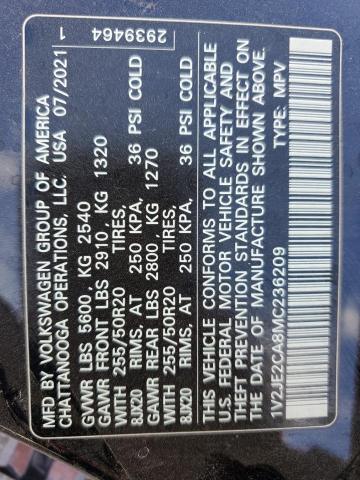 MFD BY VOLKSWAGEN GROUP OF AMERICA
CHATTANOOGA OPERATIONS, LLC. USA 07/2021 1 2939464
GVWR LBS 5600, KG 2540
GAWR FRONT LBS 2910, KG 1320
WITH 255/50R20 TIRES,
8JX20 RIMS, AT 250 KPA, 36 PSI COLD
GAWR REAR LBS 2800 KG 1270
WITH 255/50R20 TIRES,
8JX20 RIMS, AT 250 KPA, 36 PSI COLD
THIS VEHICLE CONFORMS TO ALL APPLICABLE
U.S. FEDERAL MOTOR VEHICLE SAFETY AND
THEFT PREVENTION STANDARDS IN EFFECT ON
THE DATE OF MANUFACTURE SHOWN ABOVE.
1V2JE2CA8MC236209 TYPE: MPV